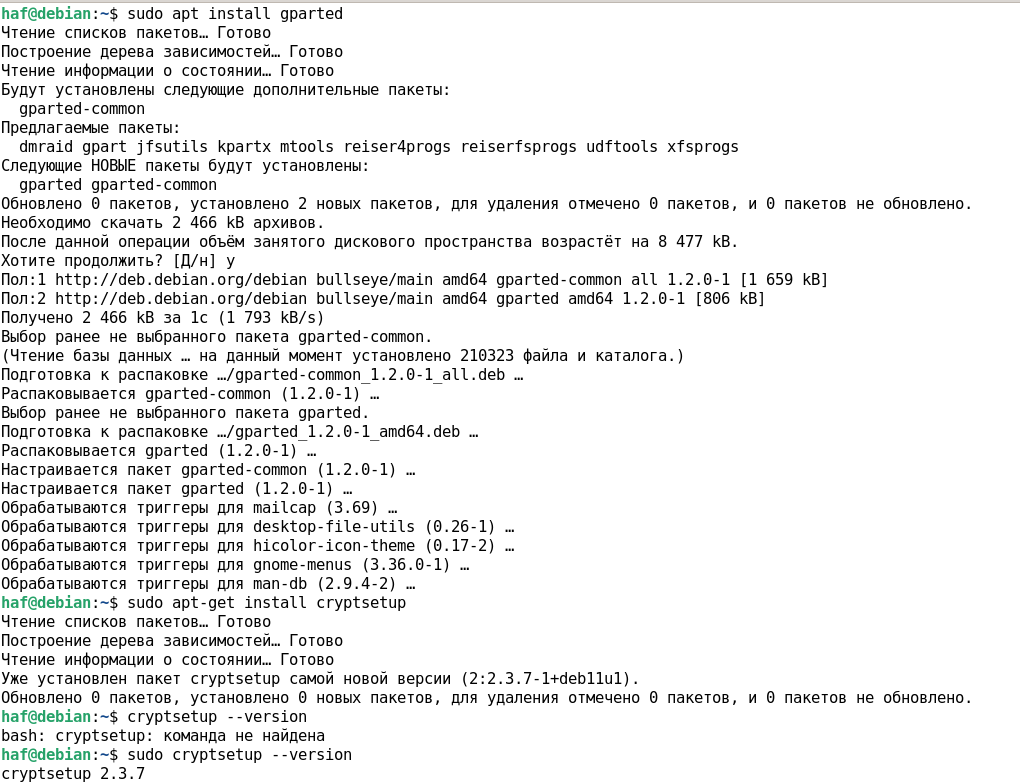 haf@debian:~$ sudo apt install gparted
Чтение списков пакетов… Готово
Построение дерева зависимостей… Готово
Чтение информации о состоянии… Готово
Будут установлены следующие дополнительные пакеты:
  gparted-common
Предлагаемые пакеты:
  dmraid gpart jfsutils kpartx mtools reiser4progs reiserfsprogs udftools xfsprogs
Следующие НОВЫЕ пакеты будут установлены:
  gparted gparted-common
Обновлено 0 пакетов, установлено 2 новых пакетов, для удаления отмечено 0 пакетов, и 0 пакетов не обновлено.
Необходимо скачать 2 466 kB архивов.
После данной операции объём занятого дискового пространства возрастёт на 8 477 kB.
Хотите продолжить? [Д/н] y
Пол:1 http://deb.debian.org/debian bullseye/main amd64 gparted-common all 1.2.0-1 [1 659 kB]
Пол:2 http://deb.debian.org/debian bullseye/main amd64 gparted amd64 1.2.0-1 [806 kB]
Получено 2 466 kB за 1с (1 793 kB/s)
Выбор ранее не выбранного пакета gparted-common.
(Чтение базы данных … на данный момент установлено 210323 файла и каталога.)
Подготовка к распаковке …/gparted-common_1.2.0-1_all.deb …
Распаковывается gparted-common (1.2.0-1) …
Выбор ранее не выбранного пакета gparted.
Подготовка к распаковке …/gparted_1.2.0-1_amd64.deb …
Распаковывается gparted (1.2.0-1) …
Настраивается пакет gparted-common (1.2.0-1) …
Настраивается пакет gparted (1.2.0-1) …
Обрабатываются триггеры для mailcap (3.69) …
Обрабатываются триггеры для desktop-file-utils (0.26-1) …
Обрабатываются триггеры для hicolor-icon-theme (0.17-2) …
Обрабатываются триггеры для gnome-menus (3.36.0-1) …
Обрабатываются триггеры для man-db (2.9.4-2) …
haf@debian:~$ sudo apt-get install cryptsetup
Чтение списков пакетов… Готово
Построение дерева зависимостей… Готово
Чтение информации о состоянии… Готово
Уже установлен пакет cryptsetup самой новой версии (2:2.3.7-1+deb11u1).
Обновлено 0 пакетов, установлено 0 новых пакетов, для удаления отмечено 0 пакетов, и 0 пакетов не обновлено.
haf@debian:~$ cryptsetup --version
bash: cryptsetup: команда не найдена
haf@debian:~$ sudo cryptsetup --version
cryptsetup 2.3.7